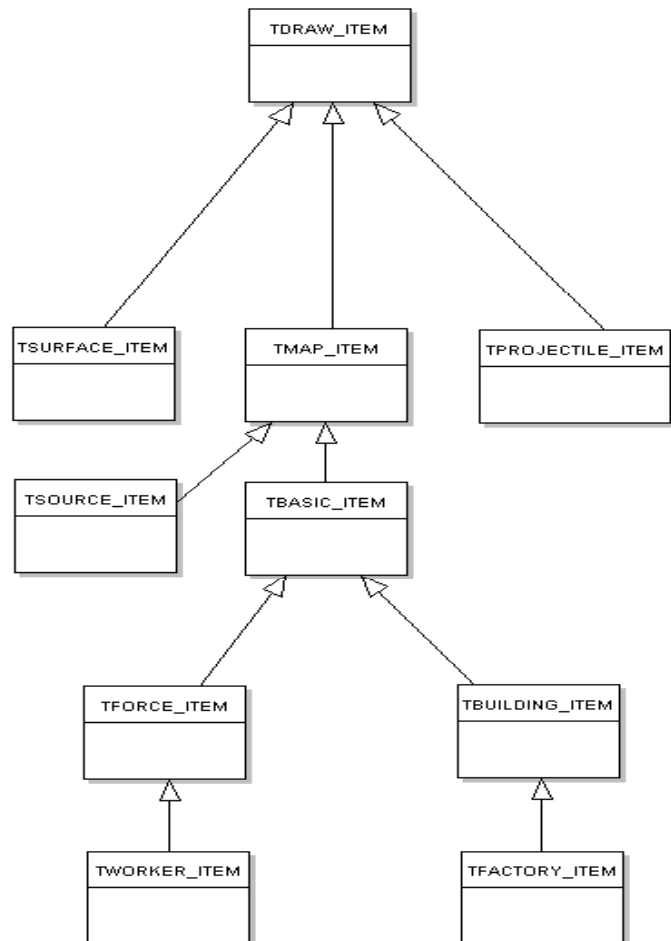 TDRAW_ITEM
TSURFACE_ITEM
TMAP_ITEM
TPROJECTILE_ITEM
TSOURCE_ITEM
TBASIC_ITEM
TFORCE_ITEM
TBUILDING_ITEM
TWORKER_ITEM
TFACTORY_ITEM